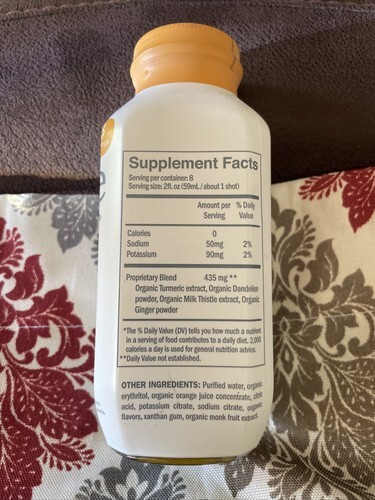 Supplement Facts
Serving per container: 8
Serving size: 2fl. oz (59mL / about 1 shot)
Amount per % Daily
Serving Value
Calories 0
Sodium 50mg 2%
Potassium 90mg 2%
Proprietary Blend 435 mg **
Organic Turmeric extract, Organic Dandelion
powder, Organic Milk Thistle extract, Organic
Ginger powder
*The % Daily Value (DV) tells you how much a nutrient
in a serving of food contributes to a daily diet. 2,000
calories a day is used for general nutrition advice.
**Daily Value not established.
OTHER INGREDIENTS: Purified water, organic
erythritol, organic orange juice concentrate, citric
acid, potassium citrate, sodium citrate, organic
flavors, xanthan gum, organic monk fruit extract.